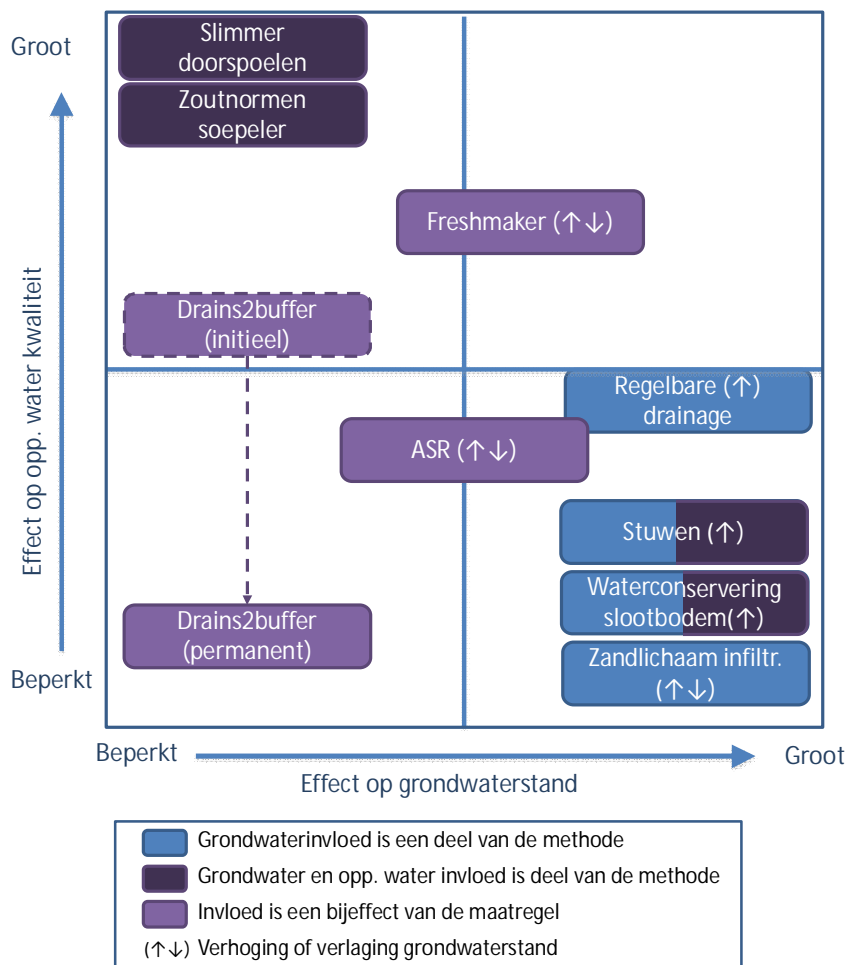 Groot
Slimmer
doorspoelen
Zoutnormen
soepeler
Freshmaker (↑↓)
Drains2buffer
(initieel)
Regelbare (↑)
drainage
ASR (↑↓)
Stuwen (↑)
Waterconservering
slootbodem(↑)
Drains2buffer
(permanent)
Zandlichaam infiltr.
(↑↓)
Effect op opp. water kwaliteit
Beperkt
Beperkt
Groot
Effect op grondwaterstand
Grondwaterinvloed is een deel van de methode
Grondwater en opp. water invloed is deel van de methode
Invloed is een bijeffect van de maatregel
(↑↓) Verhoging of verlaging grondwaterstand